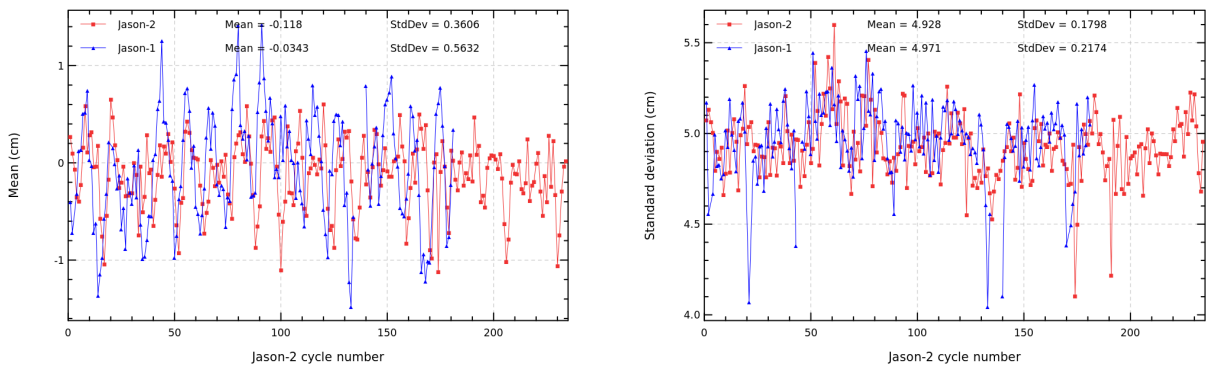 Jason-2 Mean = -0.118 StdDev = 0.3606
Jason-1 Mean = -0.0343 StdDev = 0.5632
1
0
-1
Mean (cm)
0 50 100 150 200
Jason-2 cycle number
Jason-2 Mean = 4.928 StdDev = 0.1798
Jason-1 Mean = 4.971 StdDev = 0.2174
5.5
5.0
4.5
4.0
Standard deviation (cm)
0 50 100 150 200
Jason-2 cycle number